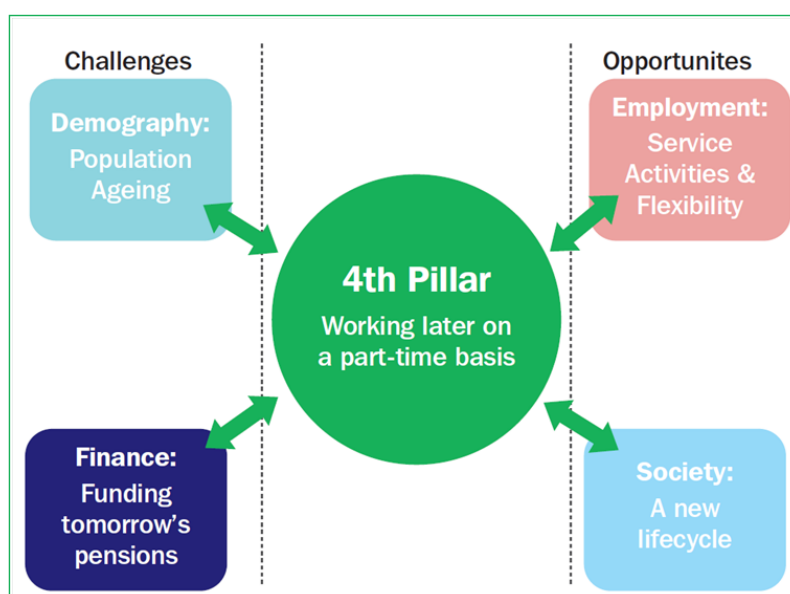 Challenges
Demography:
Population
Ageing
Finance:
Funding
tomorrow's
pensions
4th Pillar
Working later on
a part-time basis
Opportunites
Employment:
Service
Activities &
Flexibility
Society:
A new
lifecycle